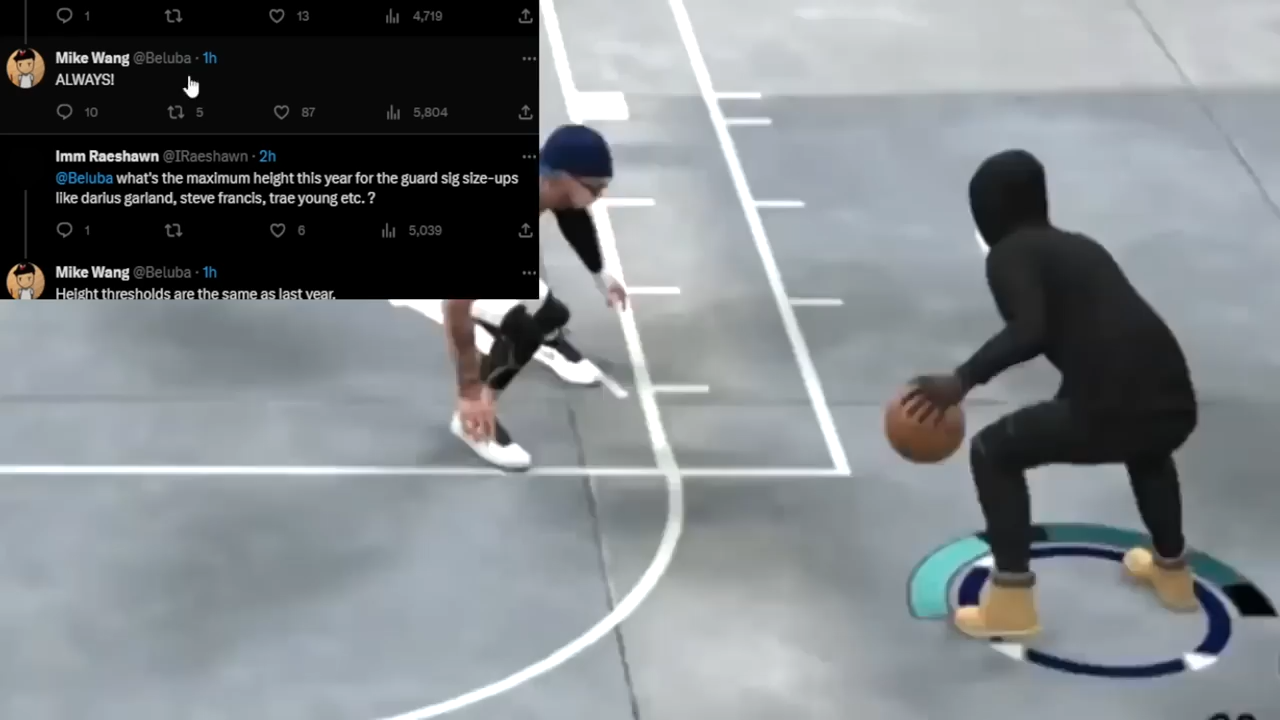 1 13 4,719
Mike Wang @Beluba · 1h
ALWAYS!
10 5 87 5,804
Imm Raeshawn @IRaeshawn · 2h
@Beluba what's the maximum height this year for the guard sig size-ups
like darius garland, steve francis, trae young etc. ?
1 6 5,039
Mike Wang @Beluba · 1h
Height thresholds are the same as last year.